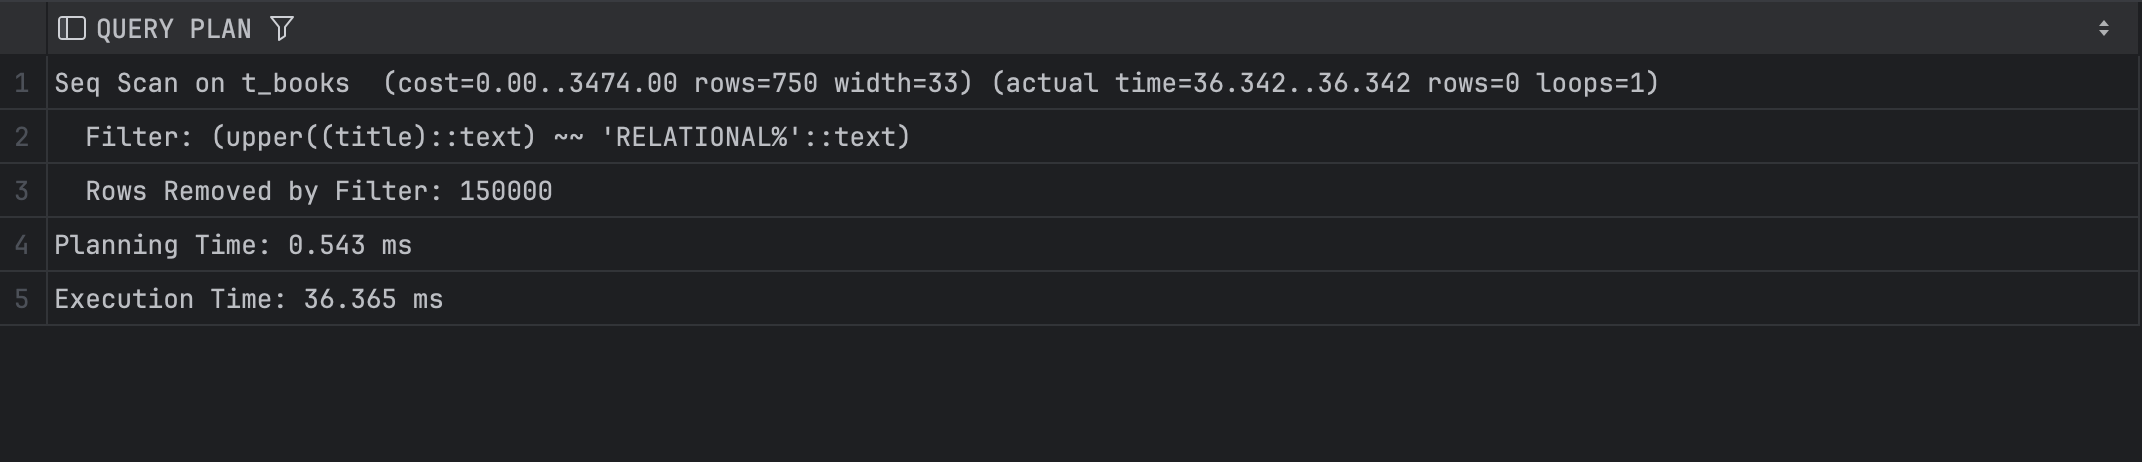 QUERY PLAN
1 Seq Scan on t_books  (cost=0.00..3474.00 rows=750 width=33) (actual time=36.342..36.342 rows=0 loops=1)
2   Filter: (upper((title)::text) ~~ 'RELATIONAL%'::text)
3   Rows Removed by Filter: 150000
4 Planning Time: 0.543 ms
5 Execution Time: 36.365 ms